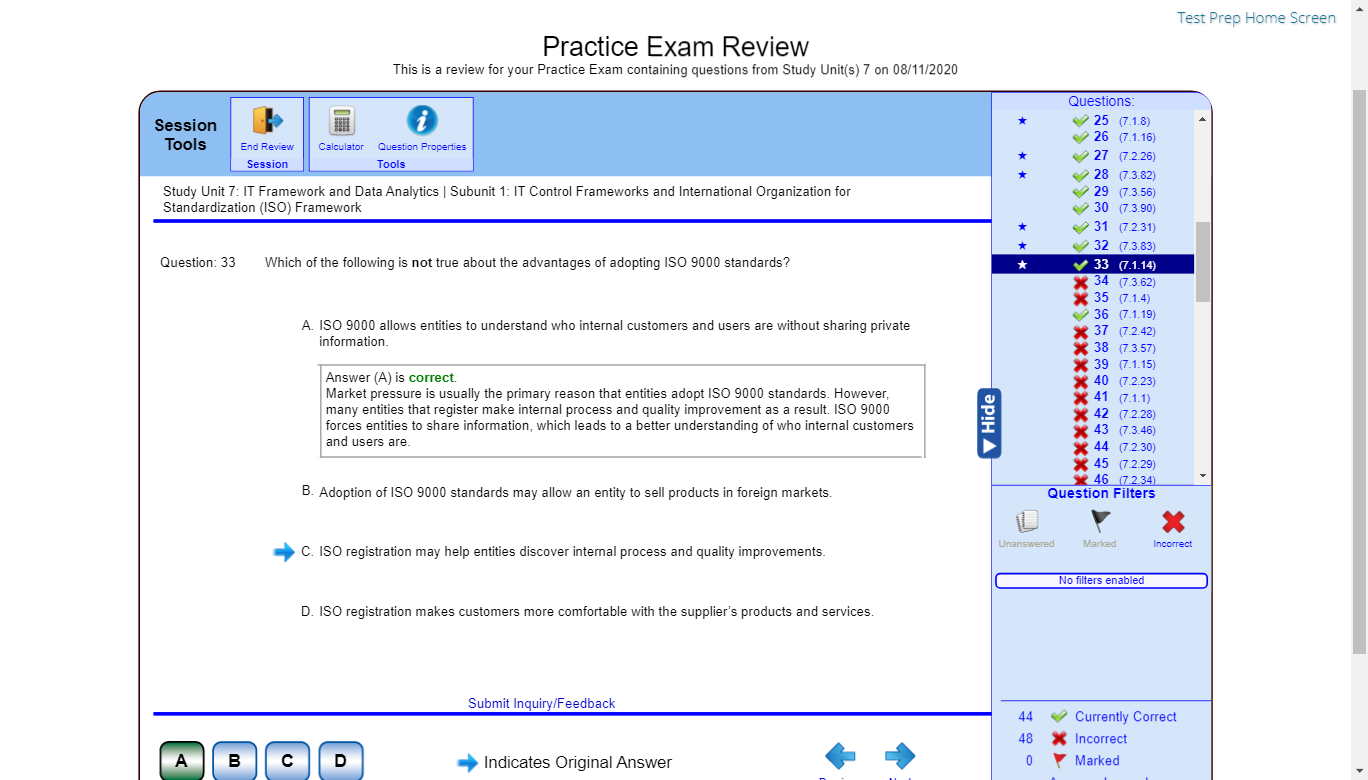 Test Prep Home Screen
Practice Exam Review
This is a review for your Practice Exam containing questions from Study Unit(s) 7 on 08/11/2020
Session
Tools
End Review
Session
Calculator
Question Properties
Tools
Study Unit 7: IT Framework and Data Analytics | Subunit 1: IT Control Frameworks and International Organization for
Standardization (ISO) Framework
Question: 33 Which of the following is not true about the advantages of adopting ISO 9000 standards?
A. ISO 9000 allows entities to understand who internal customers and users are without sharing private
information.
Answer (A) is correct.
Market pressure is usually the primary reason that entities adopt ISO 9000 standards. However,
many entities that register make internal process and quality improvement as a result. ISO 9000
forces entities to share information, which leads to a better understanding of who internal customers
and users are.
B. Adoption of ISO 9000 standards may allow an entity to sell products in foreign markets.
C. ISO registration may help entities discover internal process and quality improvements.
D. ISO registration makes customers more comfortable with the supplier's products and services.
Submit Inquiry/Feedback
A B C D
Indicates Original Answer
Hide
Questions:
25 (7.1.8)
26 (7.1.16)
27 (7.2.26)
28 (7.3.82)
29 (7.3.56)
30 (7.3.90)
31 (7.2.31)
32 (7.3.83)
33 (7.1.14)
34 (7.3.62)
35 (7.1.4)
36 (7.1.19)
37 (7.2.42)
38 (7.3.57)
39 (7.1.15)
40 (7.2.23)
41 (7.1.1)
42 (7.2.28)
43 (7.3.46)
44 (7.2.30)
45 (7.2.29)
46 (7.2.34)
Question Filters
Unanswered
Marked
Incorrect
No filters enabled
44 Currently Correct
48 Incorrect
0 Marked